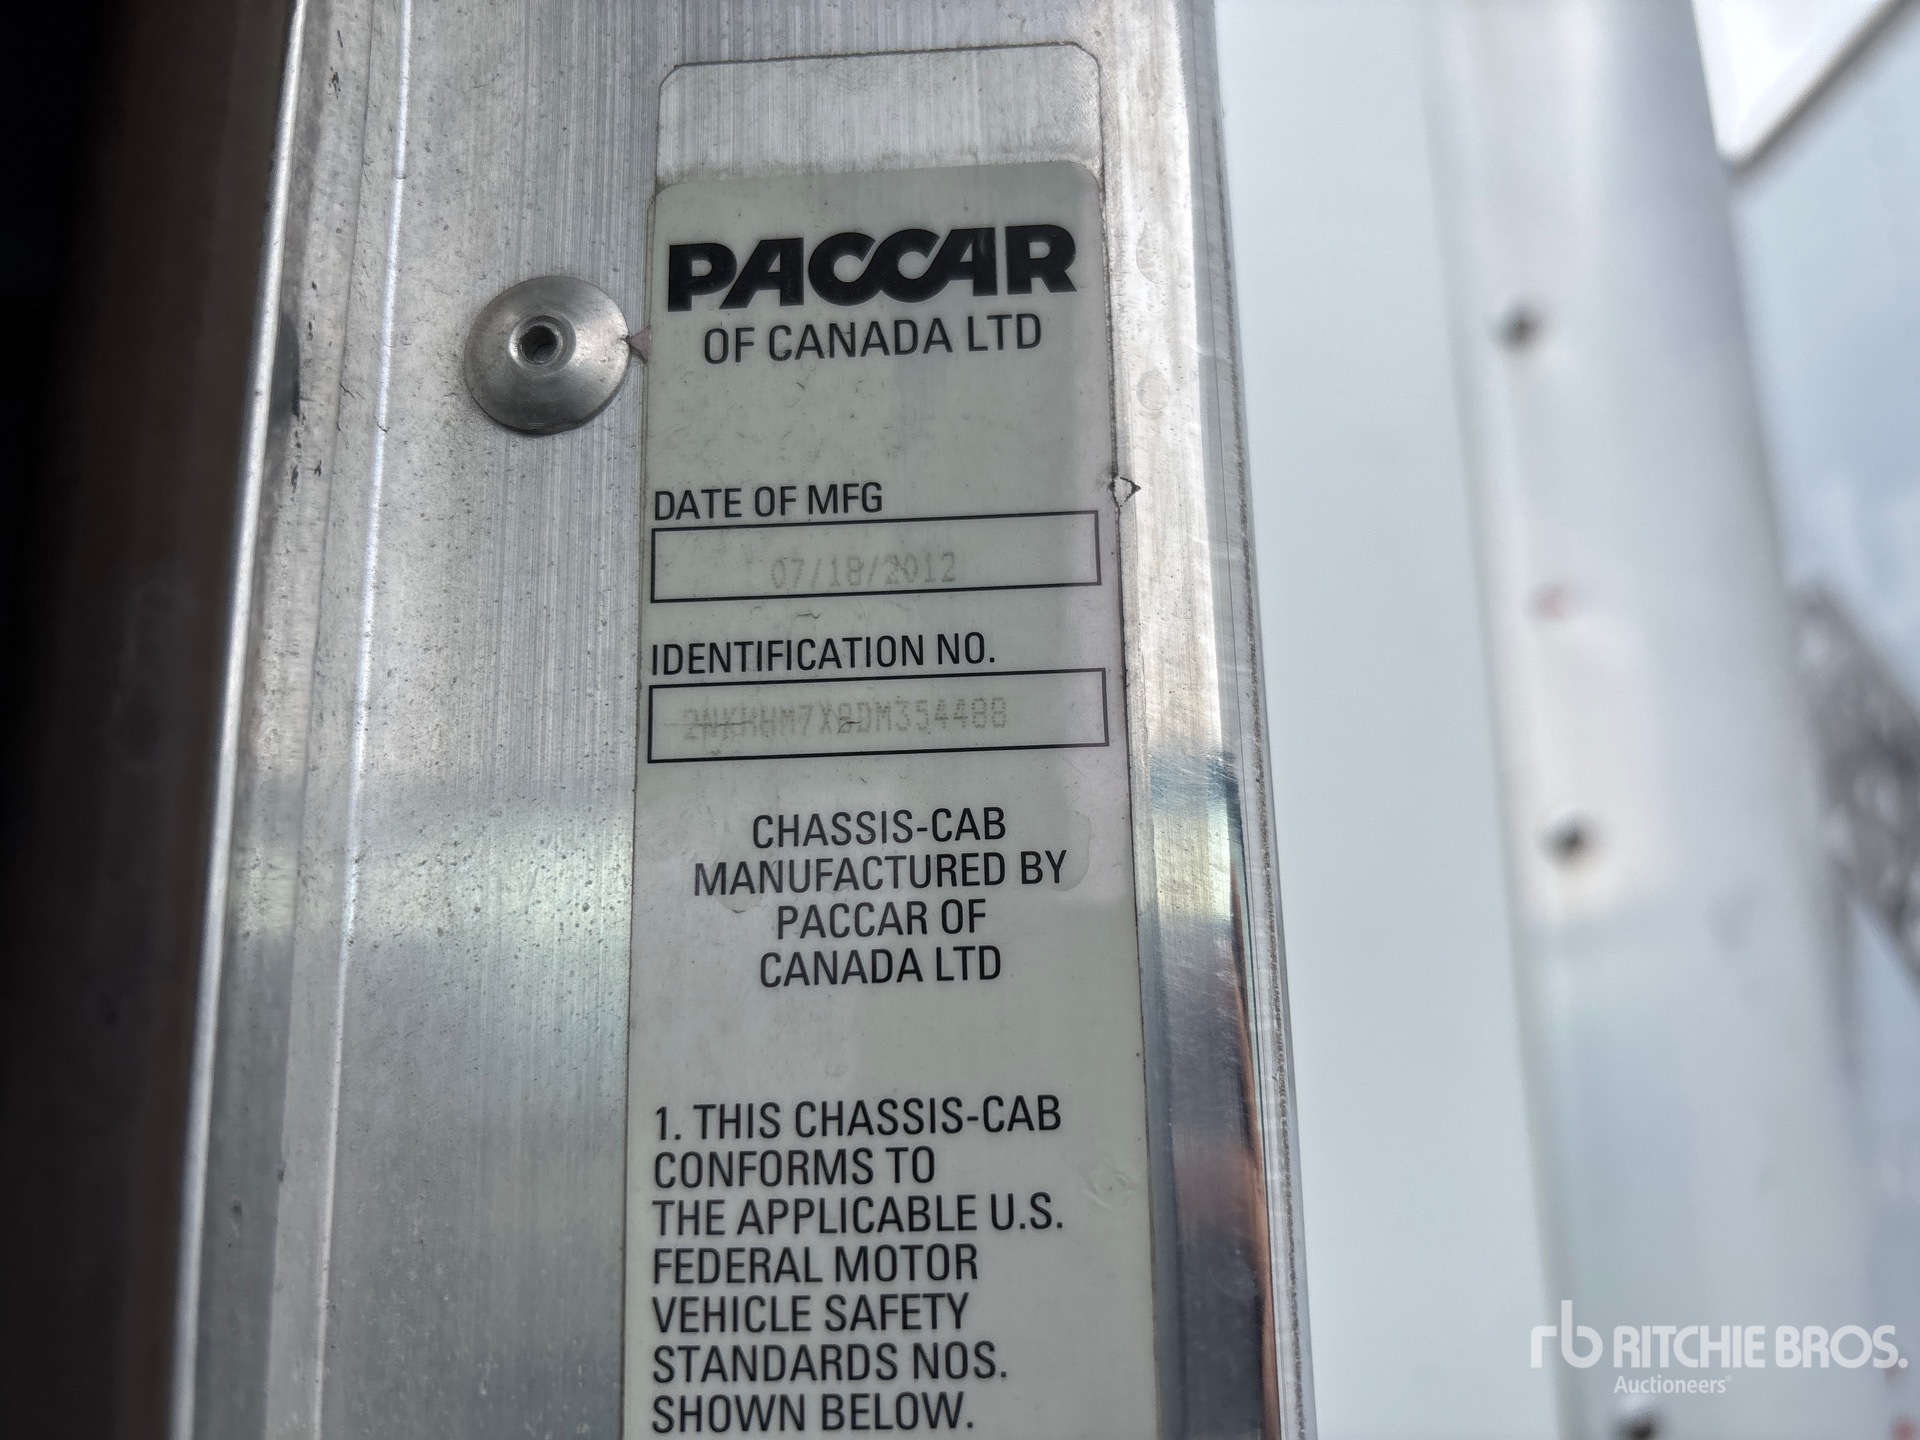 PACCAR
OF CANADA LTD
DATE OF MFG
07/18/2012
IDENTIFICATION NO.
2NKHHM7X8DM354488
CHASSIS-CAB
MANUFACTURED BY
PACCAR OF
CANADA LTD
1. THIS CHASSIS-CAB
CONFORMS TO
THE APPLICABLE U.S.
FEDERAL MOTOR
VEHICLE SAFETY
STANDARDS NOS.
SHOWN BELOW.
rb RITCHIE BROS.
Auctioneers